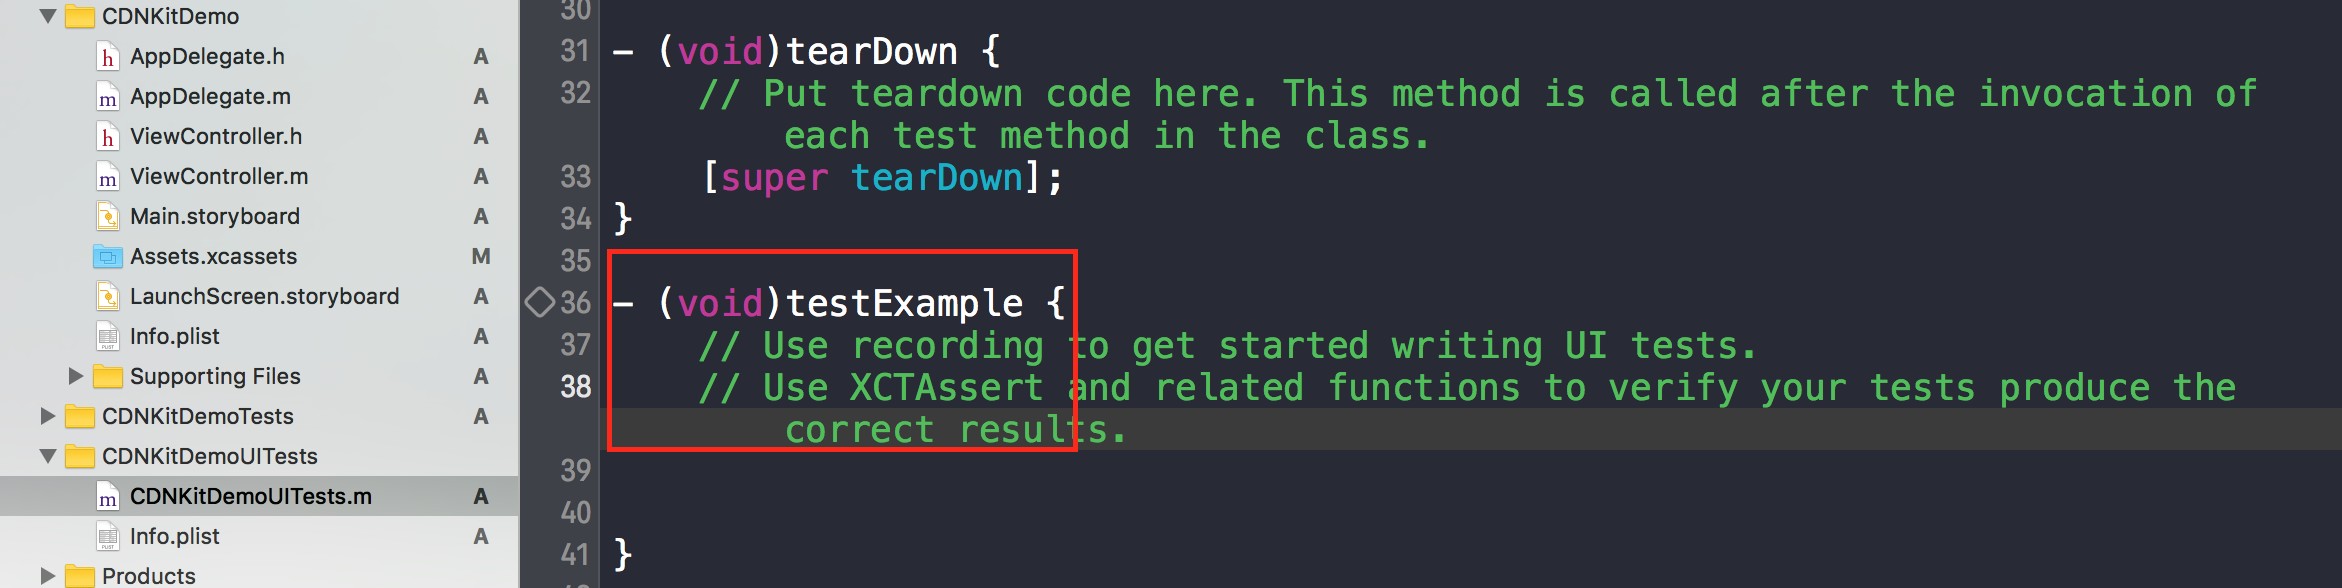 CDNKitDemo
AppDelegate.h A
AppDelegate.m A
ViewController.h A
ViewController.m A
Main.storyboard A
Assets.xcassets M
LaunchScreen.storyboard A
Info.plist A
Supporting Files A
CDNKitDemoTests A
CDNKitDemoUITests
CDNKitDemoUITests.m A
Info.plist A
Products
30
31 - (void)tearDown {
32 // Put teardown code here. This method is called after the invocation of
each test method in the class.
33 [super tearDown];
34 }
35
36 - (void)testExample {
37 // Use recording to get started writing UI tests.
38 // Use XCTAssert and related functions to verify your tests produce the
correct results.
39
40
41 }